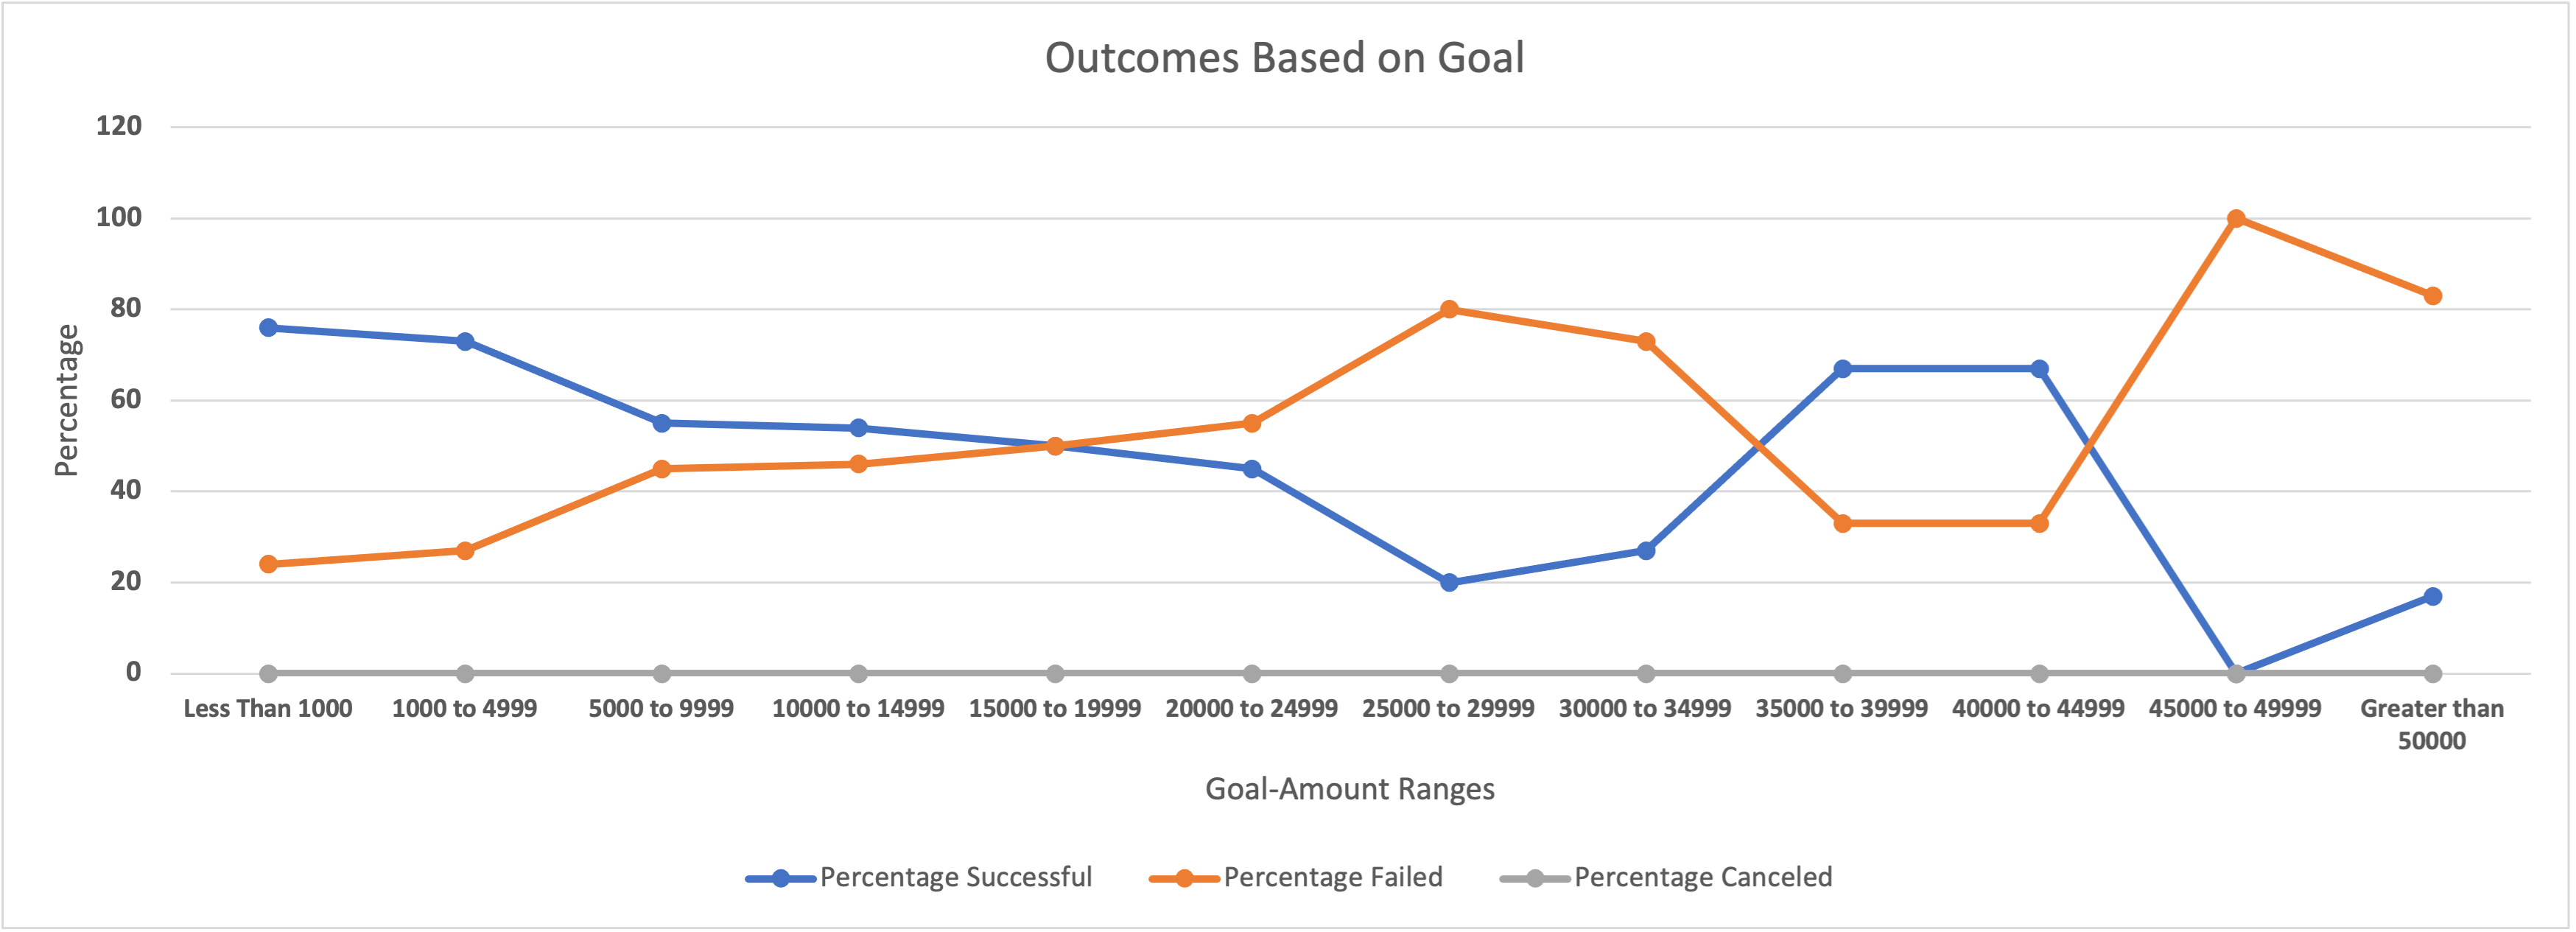 Outcomes Based on Goal
120
100
80
60
40
20
0
Percentage
Less Than 1000 1000 to 4999 5000 to 9999 10000 to 14999 15000 to 19999 20000 to 24999 25000 to 29999 30000 to 34999 35000 to 39999 40000 to 44999 45000 to 49999 Greater than
50000
Goal-Amount Ranges
Percentage Successful Percentage Failed Percentage Canceled